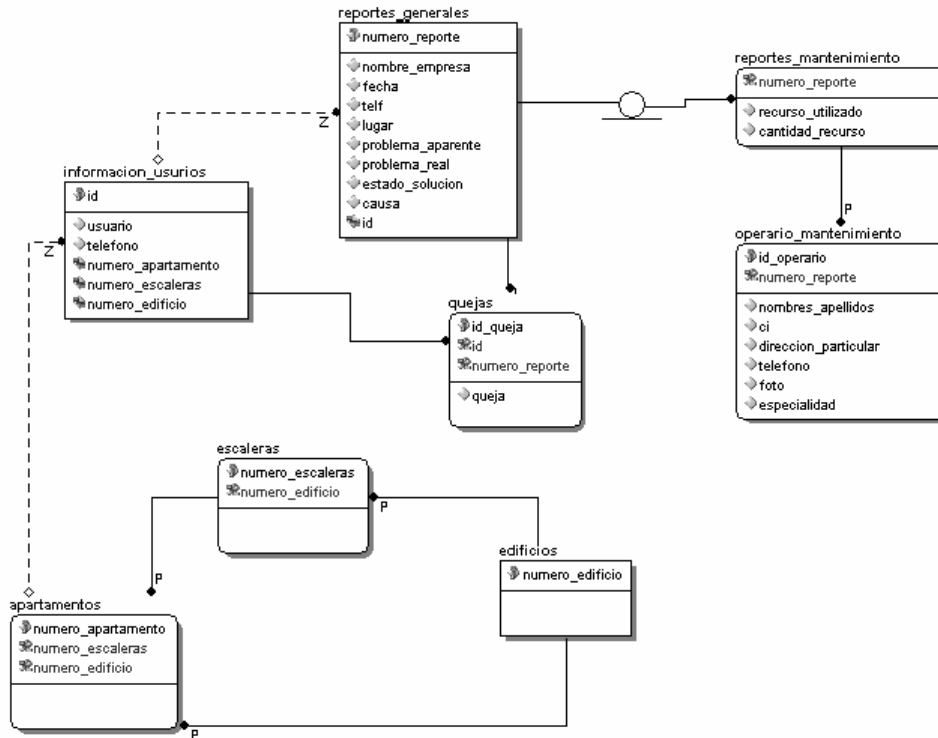 reportes_generales
numero_reporte
nombre_empresa
fecha
telf
lugar
problema_aparente
problema_real
estado_solucion
causa
id
reportes_mantenimiento
numero_reporte
recurso_utilizado
cantidad_recurso
Z
informacion_usurios
id
usuario
telefono
numero_apartamento
numero_escaleras
numero_edificio
Z
P
operario_mantenimiento
id_operario
numero_reporte
nombres_apellidos
ci
direccion_particular
telefono
foto
especialidad
quejas
id_queja
id
numero_reporte
queja
escaleras
numero_escaleras
numero_edificio
P
edificios
numero_edificio
P
apartamentos
numero_apartamento
numero_escaleras
numero_edificio
P